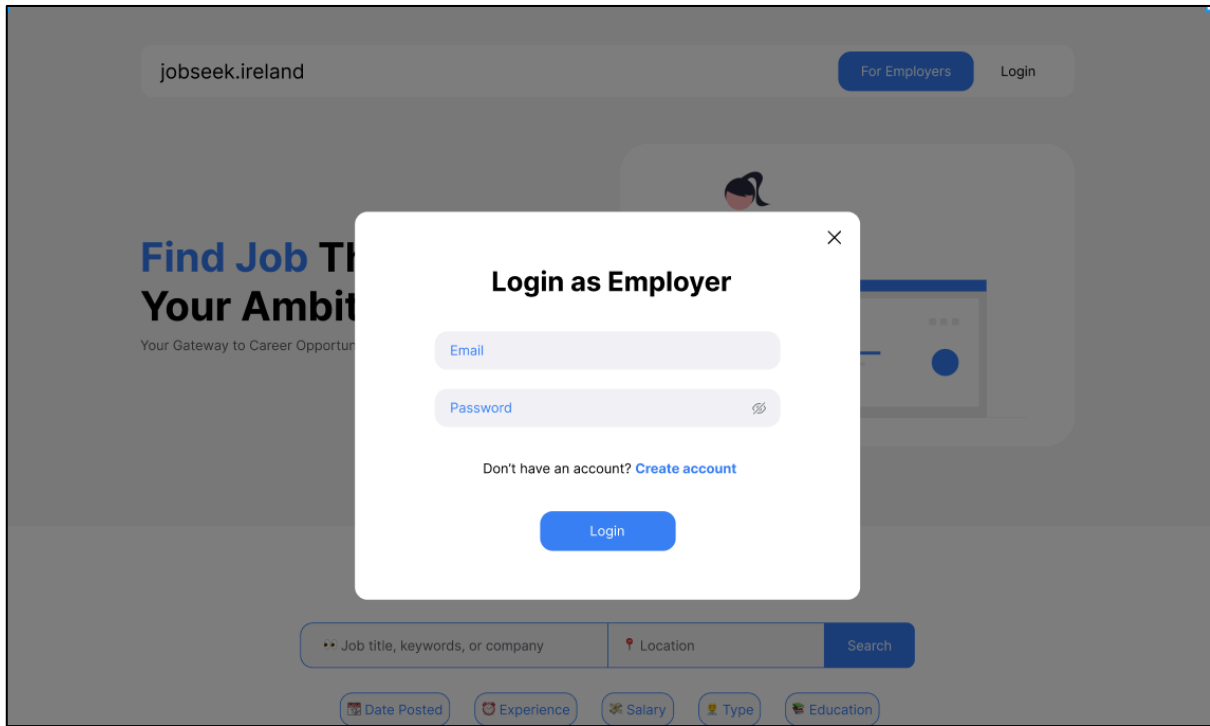 jobseek.ireland
For Employers
Login
Find Job Th
Your Ambit
Your Gateway to Career Opportun
Login as Employer
Email
Password
Don't have an account? Create account
Login
Job title, keywords, or company
Location
Search
Date Posted
Experience
Salary
Type
Education